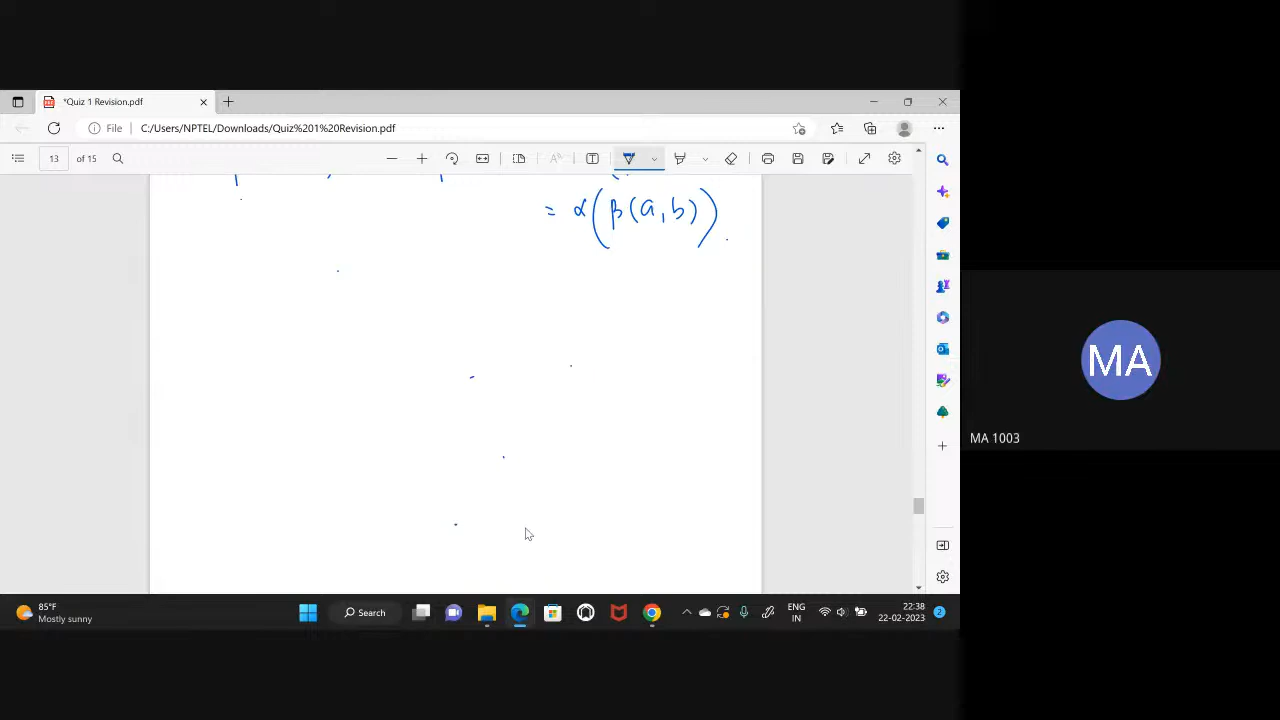 *Quiz 1 Revision.pdf
File C:/Users/NPTEL/Downloads/Quiz%201%20Revision.pdf
13 of 15
= α(β(a, b)).
MA
MA 1003
85°F
Mostly sunny
Search
ENG
IN
22:38
22-02-2023
2